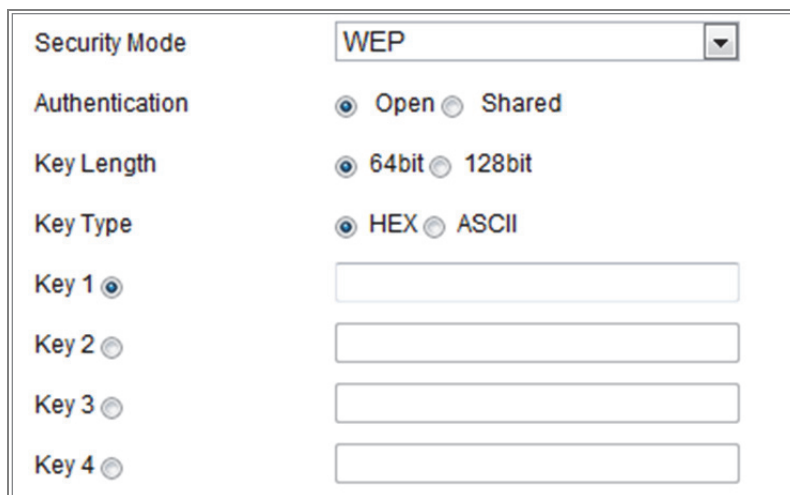 Security Mode WEP
Authentication Open Shared
Key Length 64bit 128bit
Key Type HEX ASCII
Key 1
Key 2
Key 3
Key 4